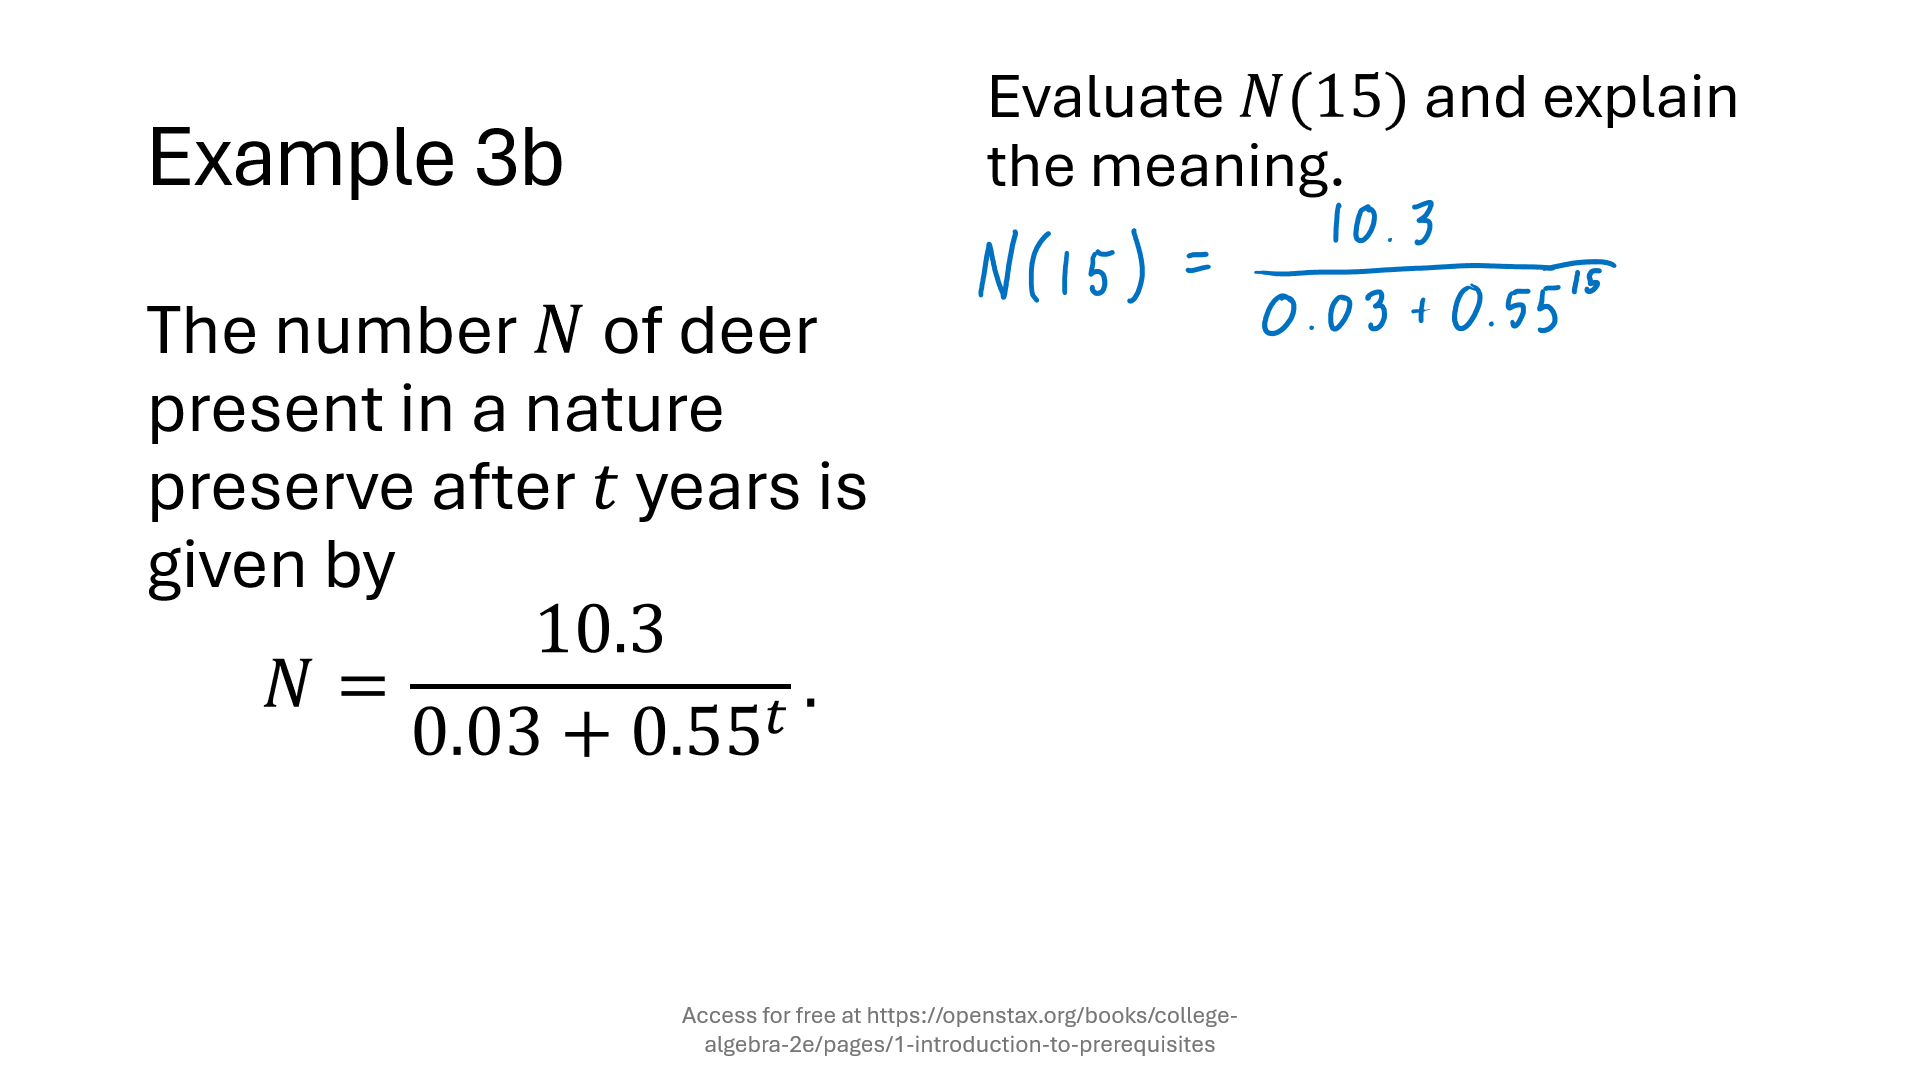 Example 3b
The number N of deer
present in a nature
preserve after t years is
given by
N = 10.3 / (0.03 + 0.55^t) .
Evaluate N(15) and explain
the meaning.
N(15) = 10.3 / (0.03 + 0.55^15)
Access for free at https://openstax.org/books/college-
algebra-2e/pages/1-introduction-to-prerequisites